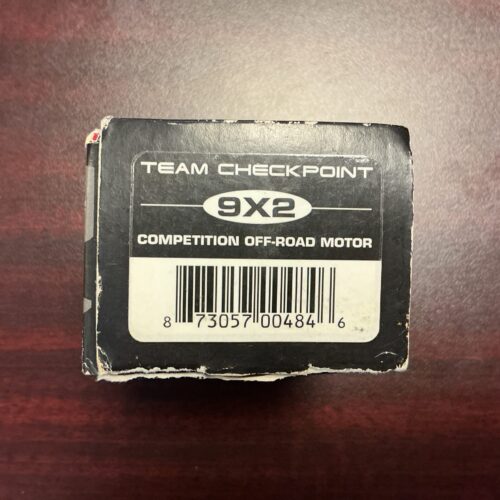 TEAM CHECKPOINT
9X2
COMPETITION OFF-ROAD MOTOR
8 73057 00484 6